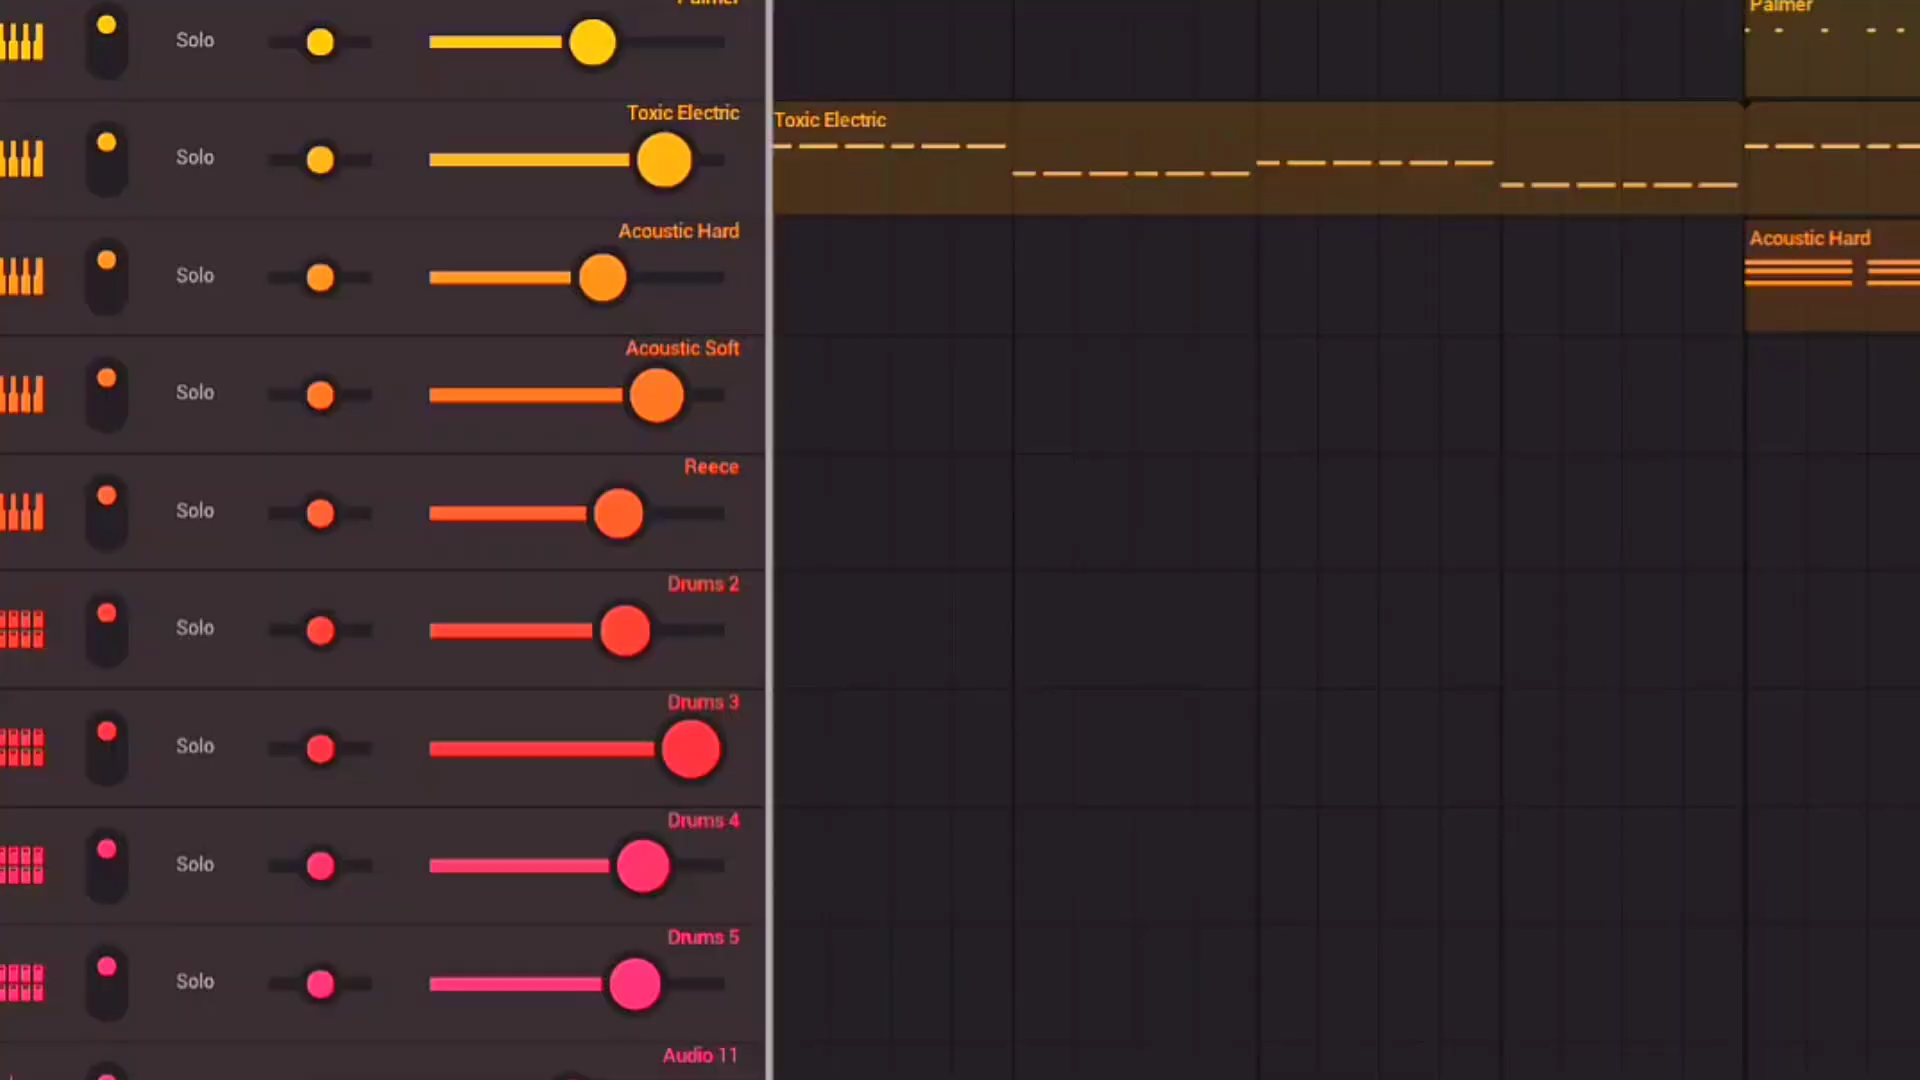 Palmer
Palmer
Solo
Toxic Electric
Toxic Electric
Solo
Acoustic Hard
Acoustic Hard
Solo
Acoustic Soft
Solo
Reece
Solo
Drums 2
Solo
Drums 3
Solo
Drums 4
Solo
Drums 5
Solo
Audio 11